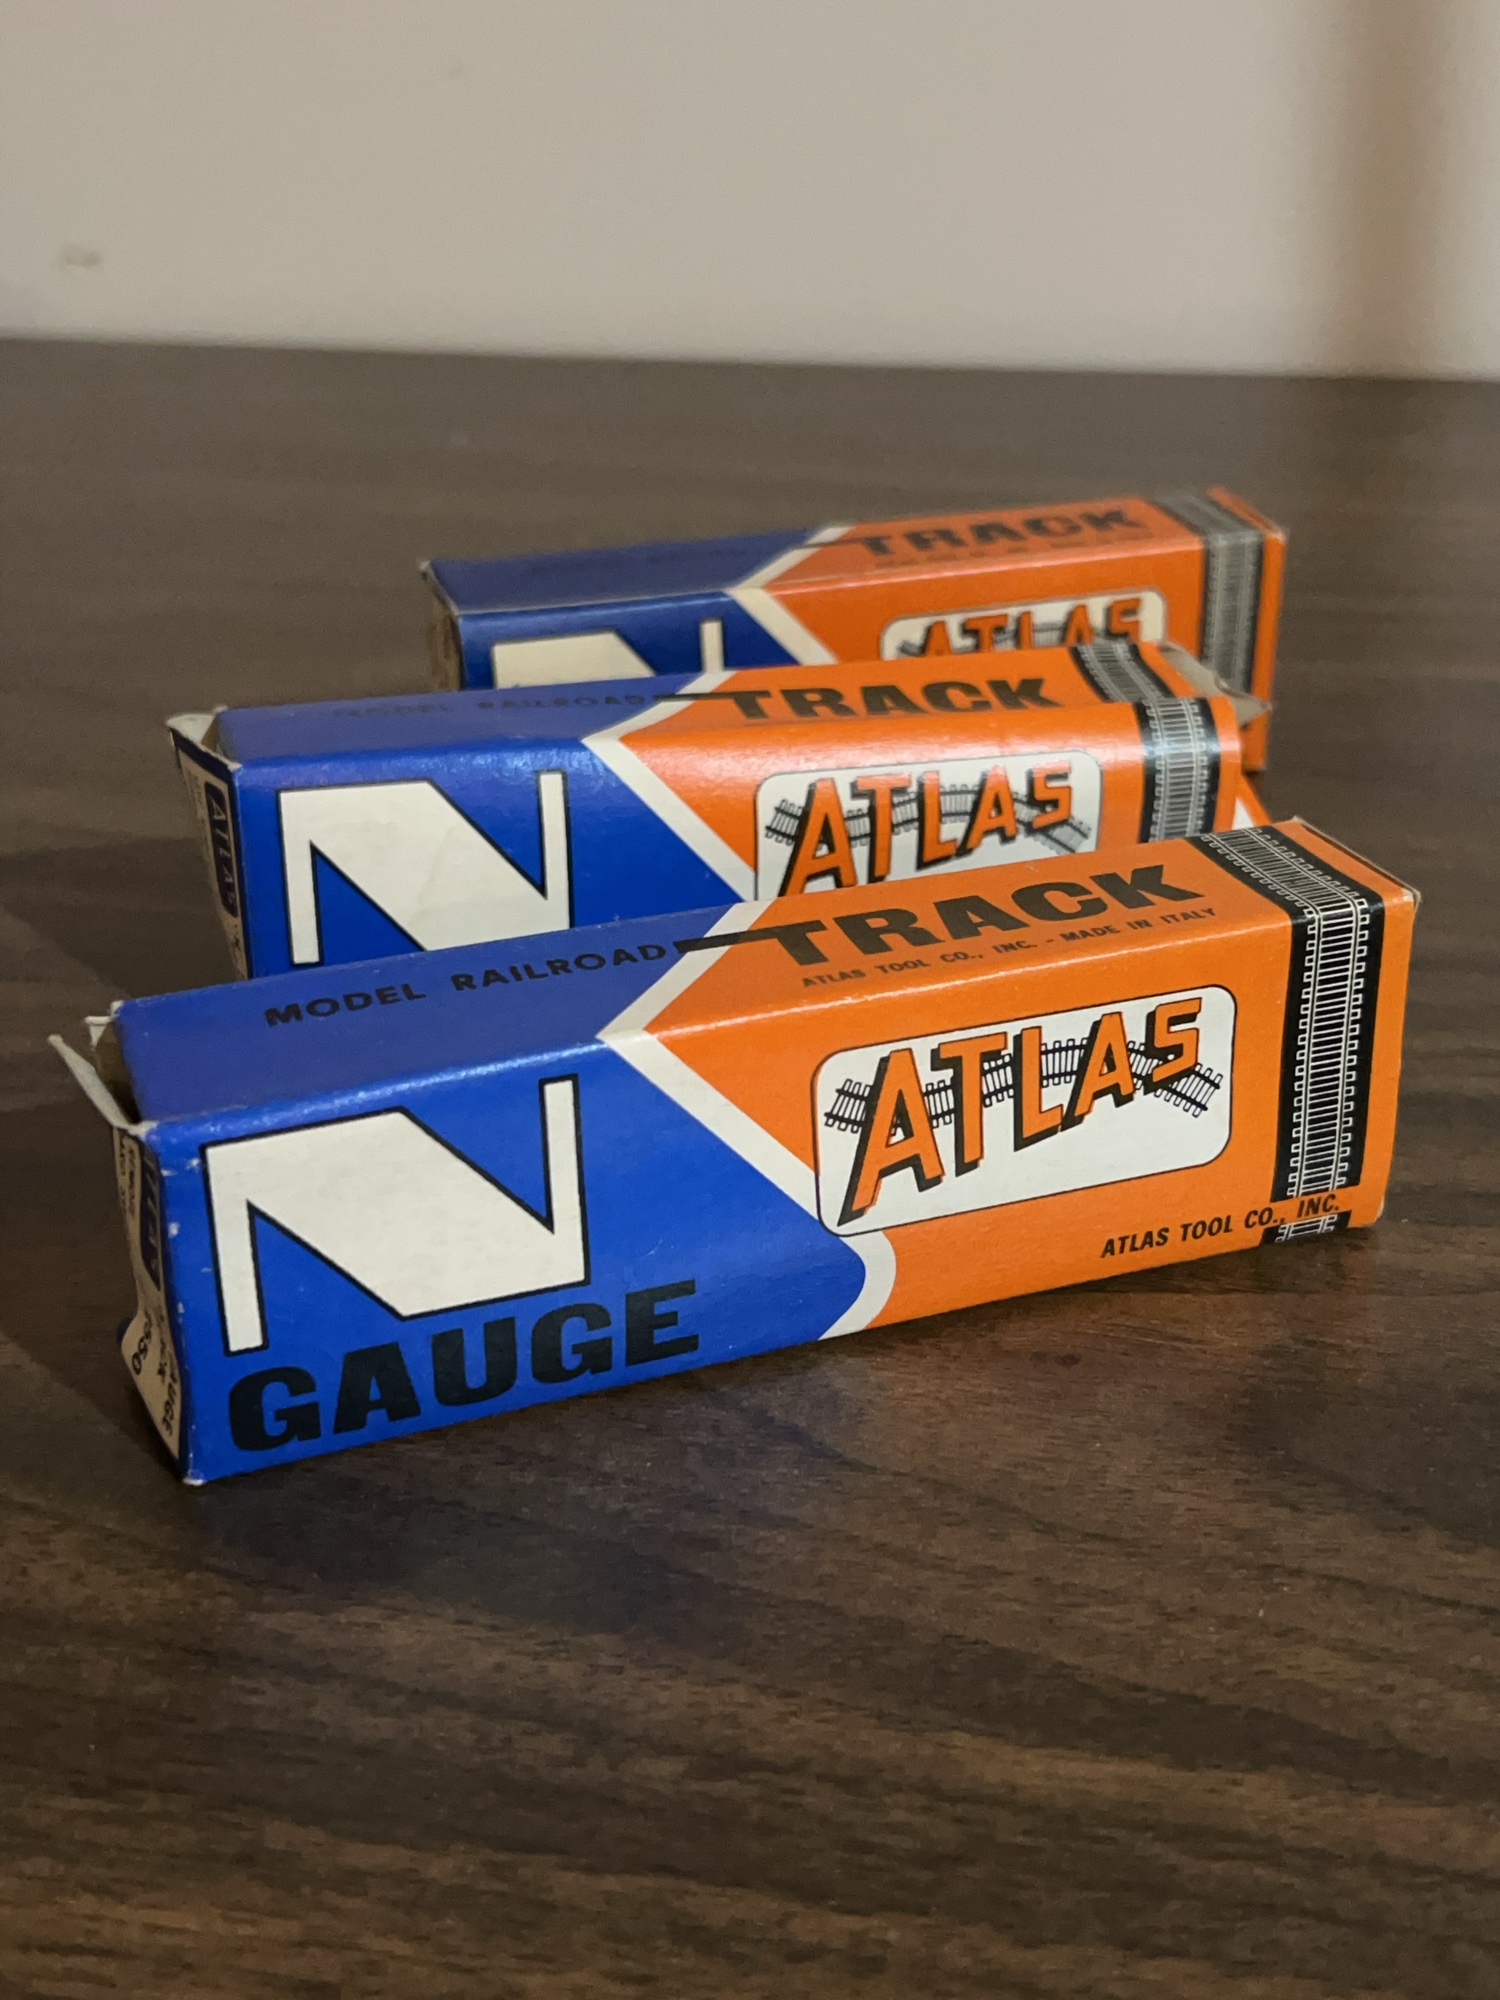 TRACK
ATLAS
N
MODEL RAILROAD TRACK
ATLAS
N
ATLAS
MODEL RAILROAD TRACK
ATLAS TOOL CO., INC. - MADE IN ITALY
ATLAS
N
GAUGE
ATLAS TOOL CO., INC.